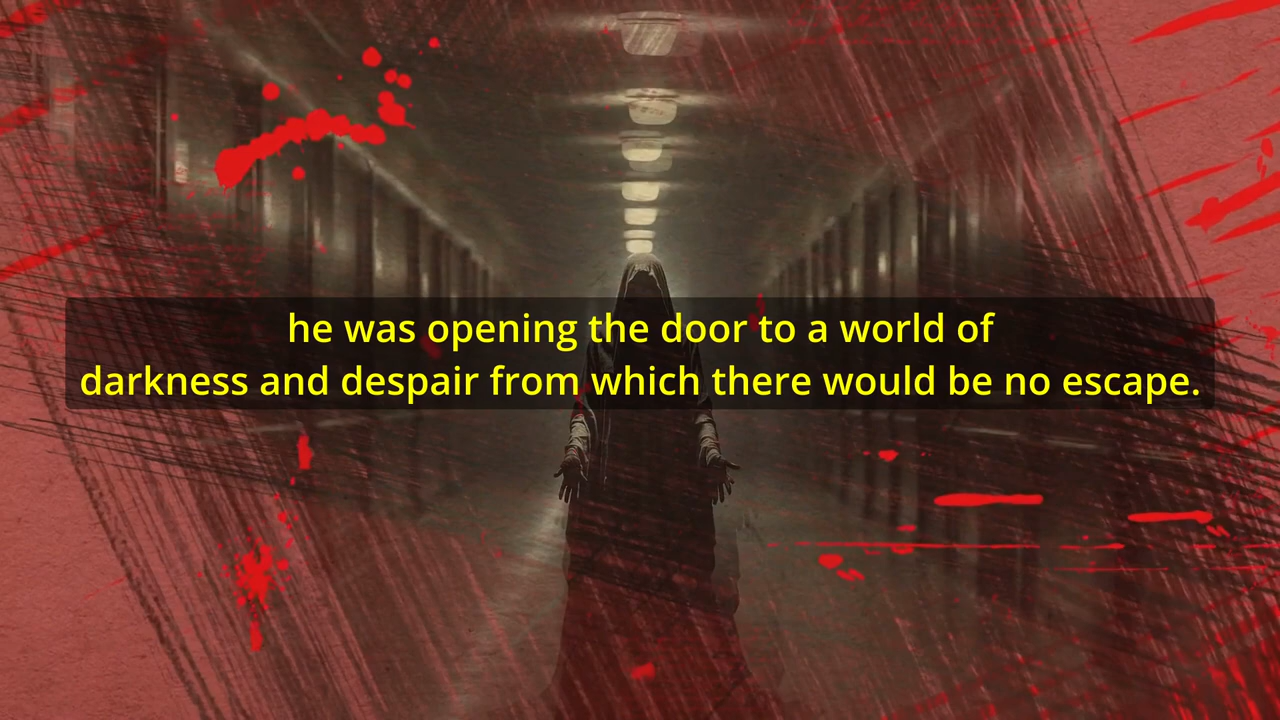 he was opening the door to a world of
darkness and despair from which there would be no escape.